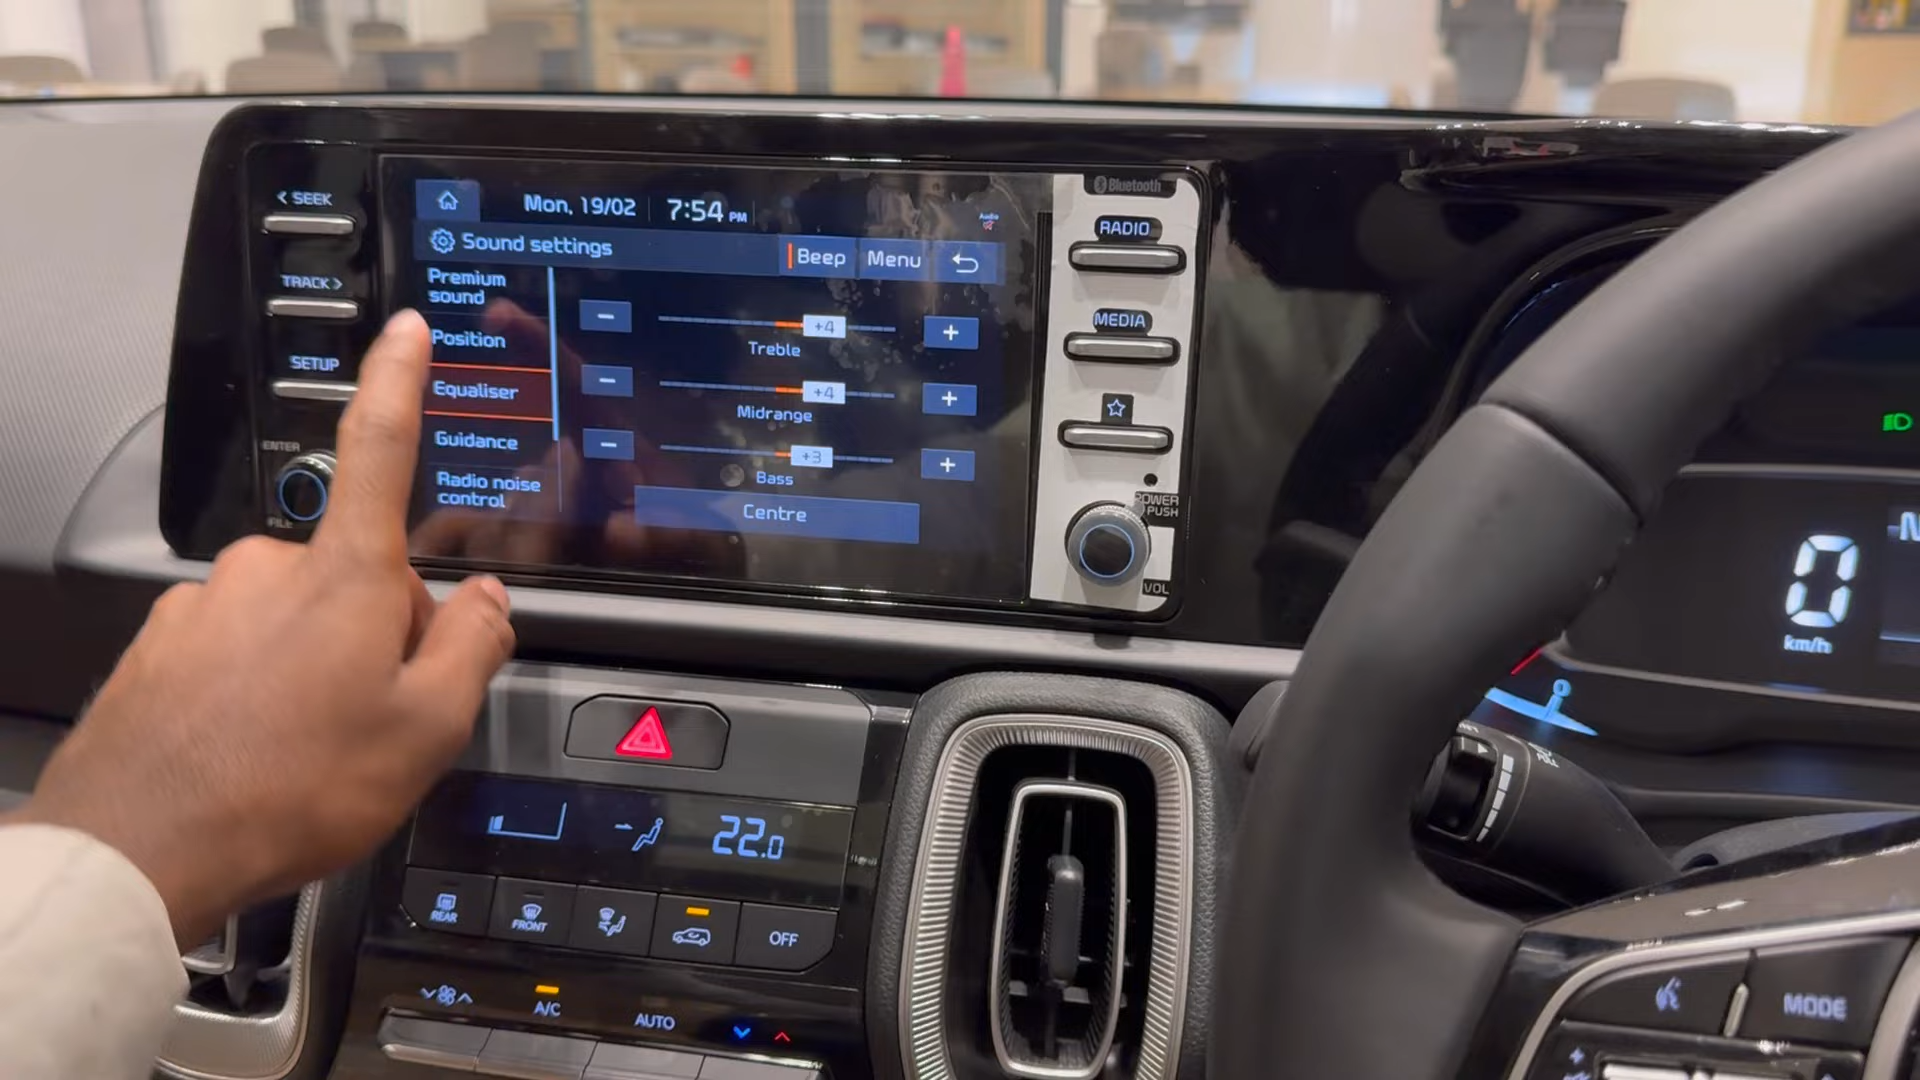 < SEEK
TRACK >
SETUP
ENTER
Mon, 19/02
7:54 PM
Audio
Sound settings
Beep
Menu
Premium
sound
Position
Equaliser
Guidance
Radio noise
control
− +4 +
Treble
− +4 +
Midrange
− +3 +
Bass
Centre
Bluetooth
RADIO
MEDIA
POWER
PUSH
VOL
0
km/h
22.0
REAR
FRONT
OFF
A/C
AUTO
MODE